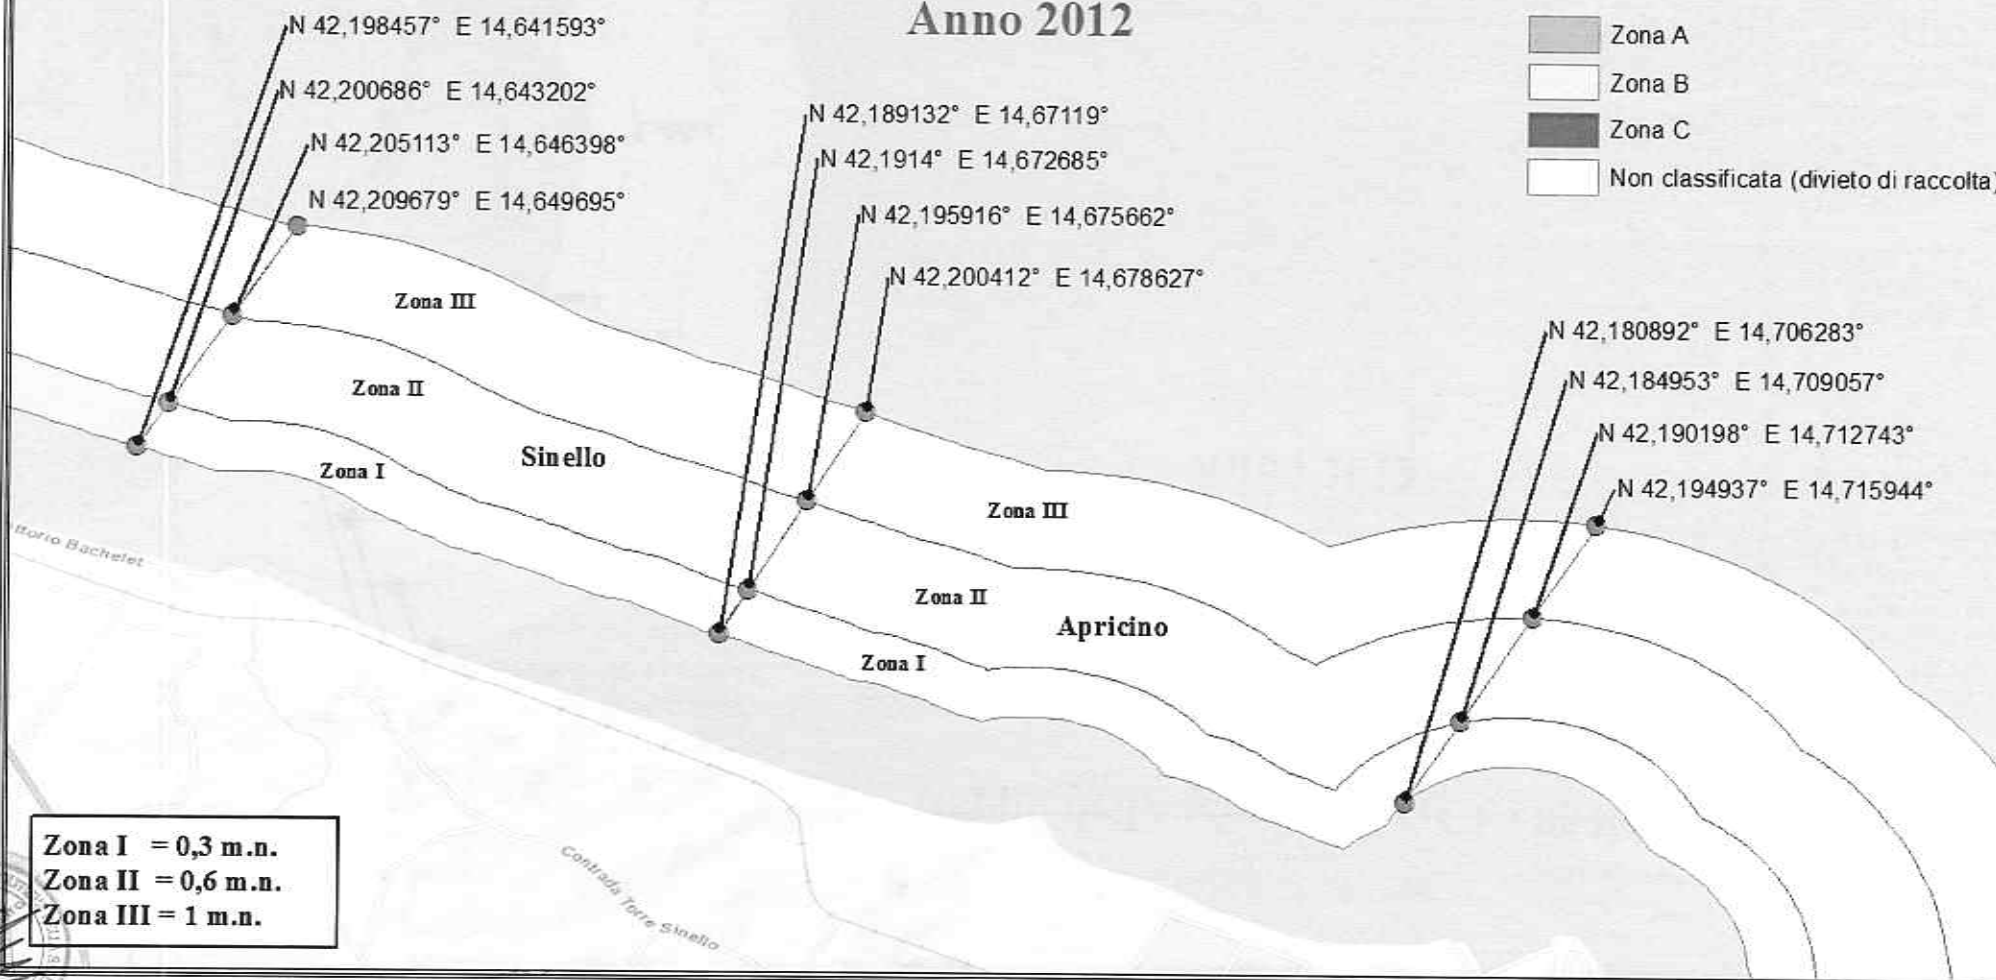 Anno 2012
N 42,198457° E 14,641593°
N 42,200686° E 14,643202°
N 42,205113° E 14,646398°
N 42,209679° E 14,649695°
N 42,189132° E 14,67119°
N 42,1914° E 14,672685°
N 42,195916° E 14,675662°
N 42,200412° E 14,678627°
N 42,180892° E 14,706283°
N 42,184953° E 14,709057°
N 42,190198° E 14,712743°
N 42,194937° E 14,715944°
Zona A
Zona B
Zona C
Non classificata (divieto di raccolta)
Zona III
Zona II
Sinello
Zona I
Zona III
Zona II
Apricino
Zona I
Bachelet
Contrada Torre Sinello
Zona I = 0,3 m.n.
Zona II = 0,6 m.n.
Zona III = 1 m.n.